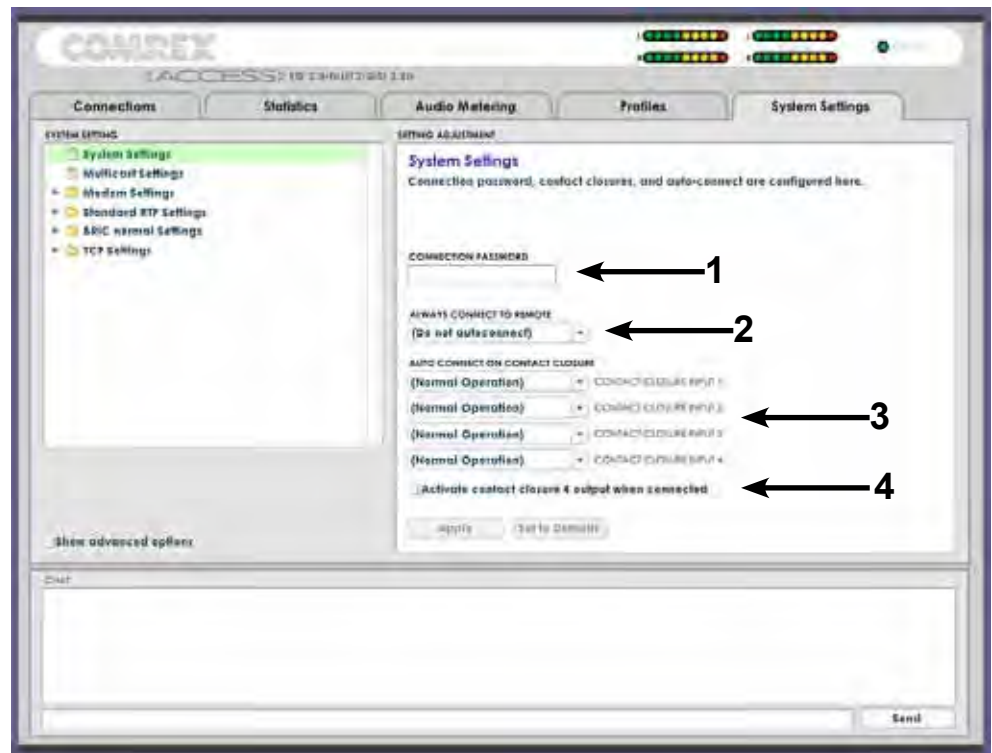 COMREX
ACCESS
Connections
Statistics
Audio Metering
Profiles
System Settings
SYSTEM SETTING
System Settings
Multicast Settings
Modem Settings
Standard RTP Settings
BRIC normal Settings
TCP Settings
Show advanced options
SETTING ADJUSTMENT
System Settings
Connection password, contact closures, and auto-connect are configured here.
CONNECTION PASSWORD
1
ALWAYS CONNECT TO REMOTE
(Do not autoconnect)
2
AUTO CONNECT ON CONTACT CLOSURE
(Normal Operation) CONTACT CLOSURE INPUT 1
(Normal Operation) CONTACT CLOSURE INPUT 2
3
(Normal Operation) CONTACT CLOSURE INPUT 3
(Normal Operation) CONTACT CLOSURE INPUT 4
Activate contact closure 4 output when connected
4
Apply
Set to Defaults
CHAT
Send